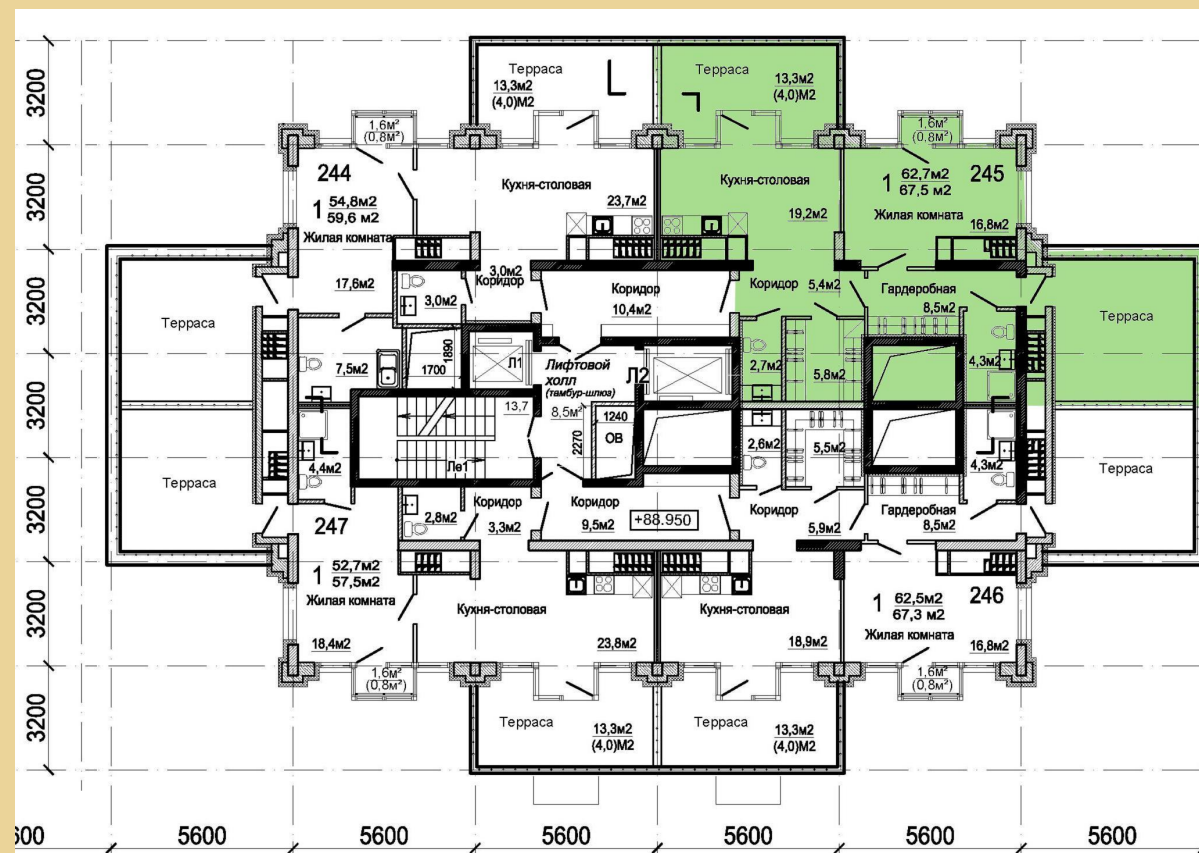 Терраса
13,3м2
(4,0)М2
Терраса
13,3м2
(4,0)М2
1,6м²
(0,8м²)
1,6м²
(0,8м²)
3200
3200
3200
3200
3200
3200
3200
244
54,8м2
1
59,6 м2
Жилая комната
Кухня-столовая
23,7м2
Кухня-столовая
19,2м2
62,7м2
245
1
67,5 м2
Жилая комната
16,8м2
17,6м2
3,0м2
3,0м2
Коридор
Коридор
10,4м2
Коридор
5,4м2
Гардеробная
8,5м2
Терраса
Терраса
7,5м2
1890
1700
Л1
Лифтовой
холл
(тамбур-шлюз)
Л2
2,7м2
5,8м2
4,3м2
13,7
8,5м²
1240
ОВ
2270
Ле1
2,6м2
5,5м2
4,3м2
4,4м2
Терраса
Терраса
247
2,8м2
Коридор
3,3м2
Коридор
9,5м2
+88.950
Коридор
5,9м2
Гардеробная
8,5м2
52,7м2
1
57,5м2
Жилая комната
18,4м2
Кухня-столовая
23,8м2
Кухня-столовая
18,9м2
62,5м2
246
1
67,3 м2
Жилая комната
16,8м2
1,6м²
(0,8м²)
1,6м²
(0,8м²)
Терраса
13,3м2
(4,0)М2
Терраса
13,3м2
(4,0)М2
600 5600 5600 5600 5600 5600 5600